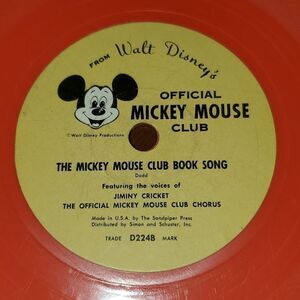 FROM Walt Disney's
OFFICIAL
MICKEY MOUSE
CLUB
© Walt Disney Productions
THE MICKEY MOUSE CLUB BOOK SONG
Dodd
Featuring the voices of
JIMINY CRICKET
THE OFFICIAL MICKEY MOUSE CLUB CHORUS
Made in U.S.A. by The Sandpiper Press
Distributed by Simon and Schuster, Inc.
TRADE D224B MARK